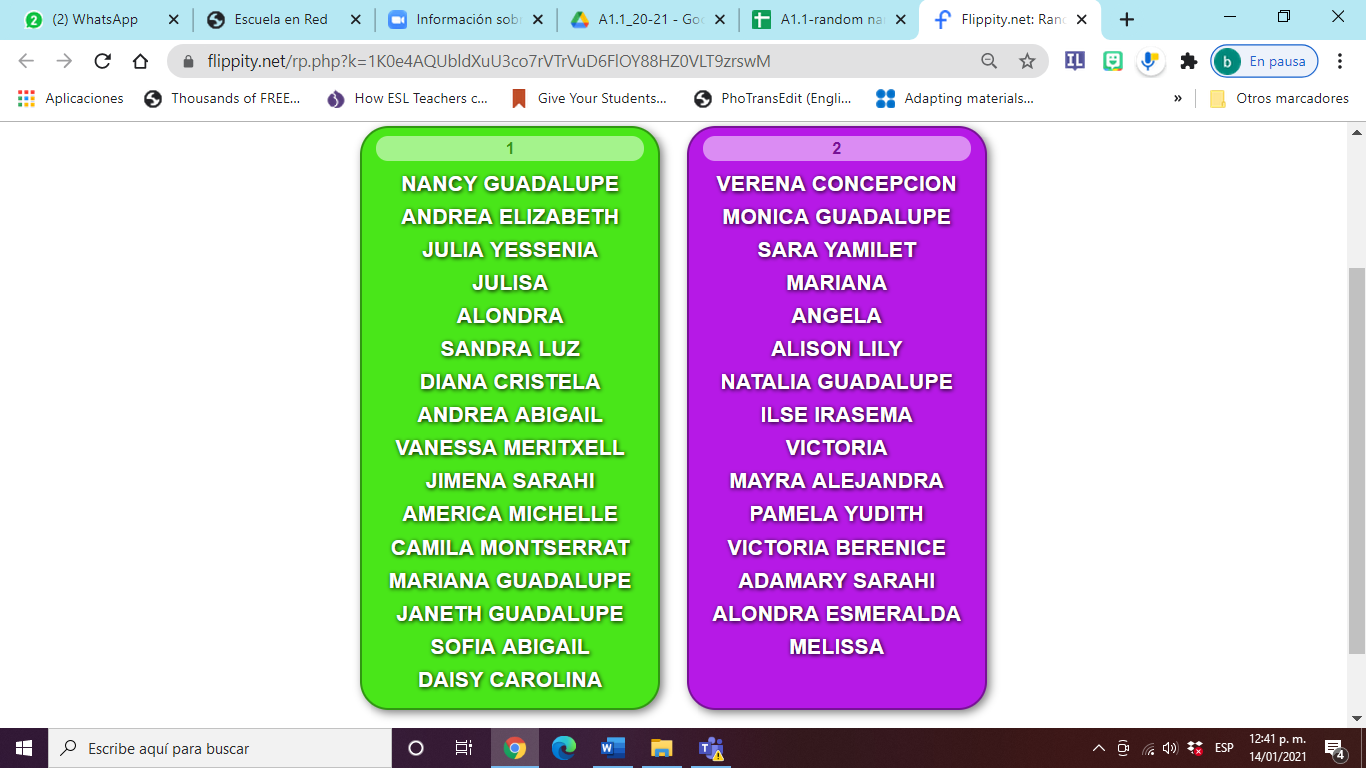 2
(2) WhatsApp
Escuela en Red
Información sobr
A1.1_20-21 - Goo
A1.1-random na
Flippity.net: Ran
flippity.net/rp.php?k=1K0e4AQUbldXuU3co7rVTrVuD6FlOY88HZ0VLT9zrswM
IL
b En pausa
Aplicaciones
Thousands of FREE...
How ESL Teachers c...
Give Your Students...
PhoTransEdit (Engli...
Adapting materials...
»
Otros marcadores
1
NANCY GUADALUPE
ANDREA ELIZABETH
JULIA YESSENIA
JULISA
ALONDRA
SANDRA LUZ
DIANA CRISTELA
ANDREA ABIGAIL
VANESSA MERITXELL
JIMENA SARAHI
AMERICA MICHELLE
CAMILA MONTSERRAT
MARIANA GUADALUPE
JANETH GUADALUPE
SOFIA ABIGAIL
DAISY CAROLINA
2
VERENA CONCEPCION
MONICA GUADALUPE
SARA YAMILET
MARIANA
ANGELA
ALISON LILY
NATALIA GUADALUPE
ILSE IRASEMA
VICTORIA
MAYRA ALEJANDRA
PAMELA YUDITH
VICTORIA BERENICE
ADAMARY SARAHI
ALONDRA ESMERALDA
MELISSA
Escribe aquí para buscar
ESP
12:41 p. m.
14/01/2021
4